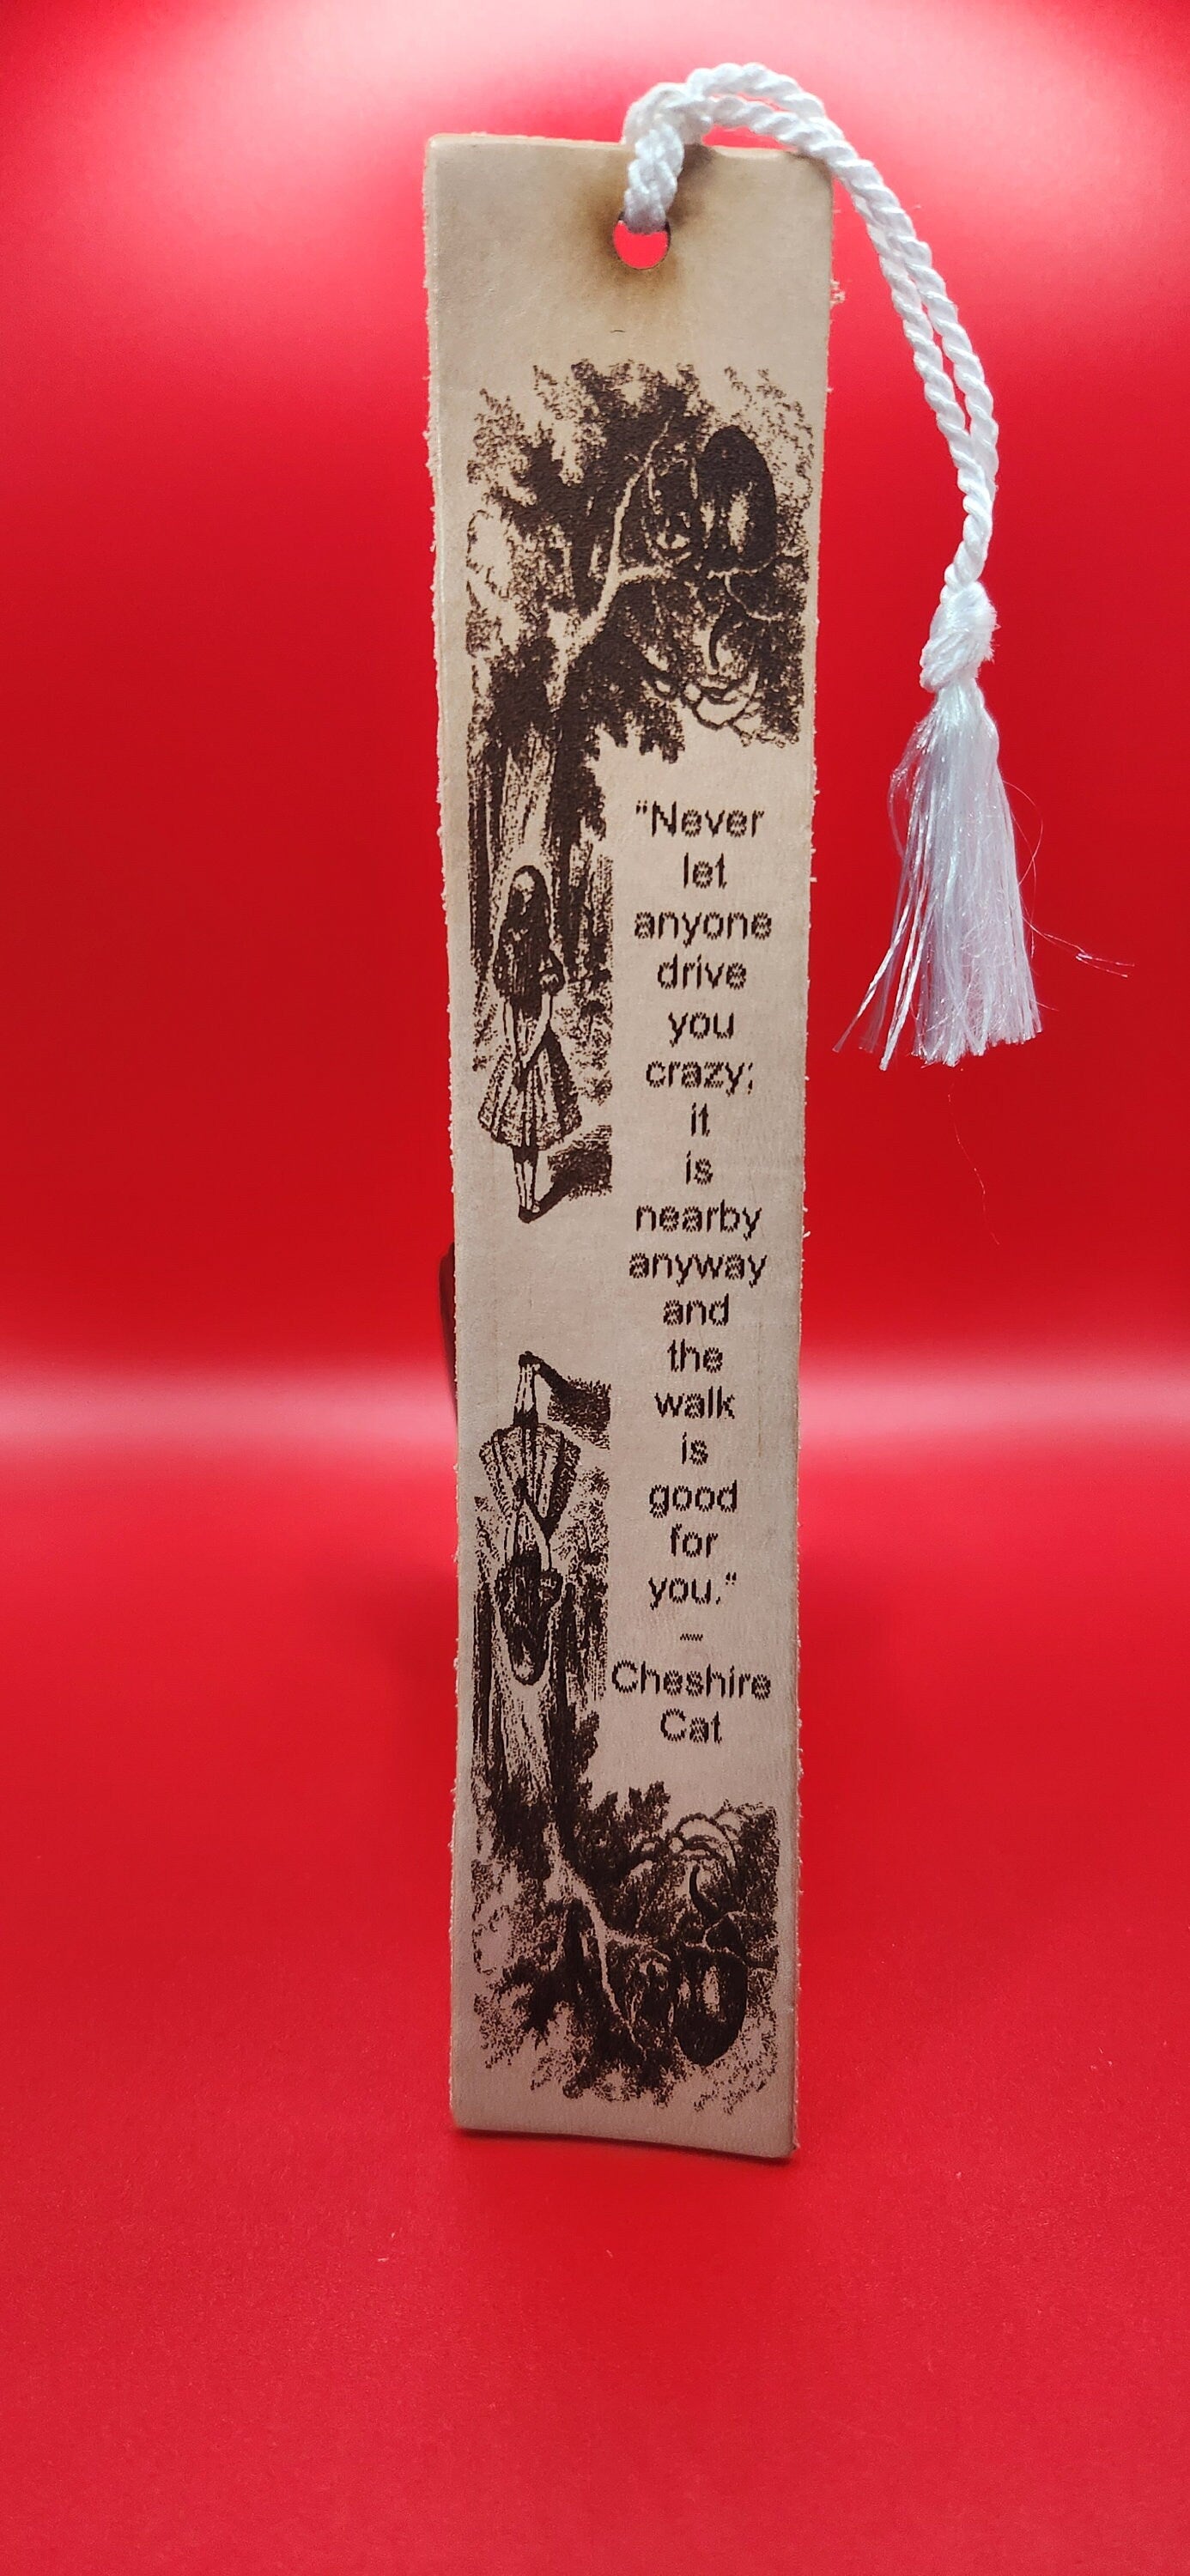 “Never
let
anyone
drive
you
crazy;
it
is
nearby
anyway
and
the
walk
is
good
for
you.“
–
Cheshire
Cat